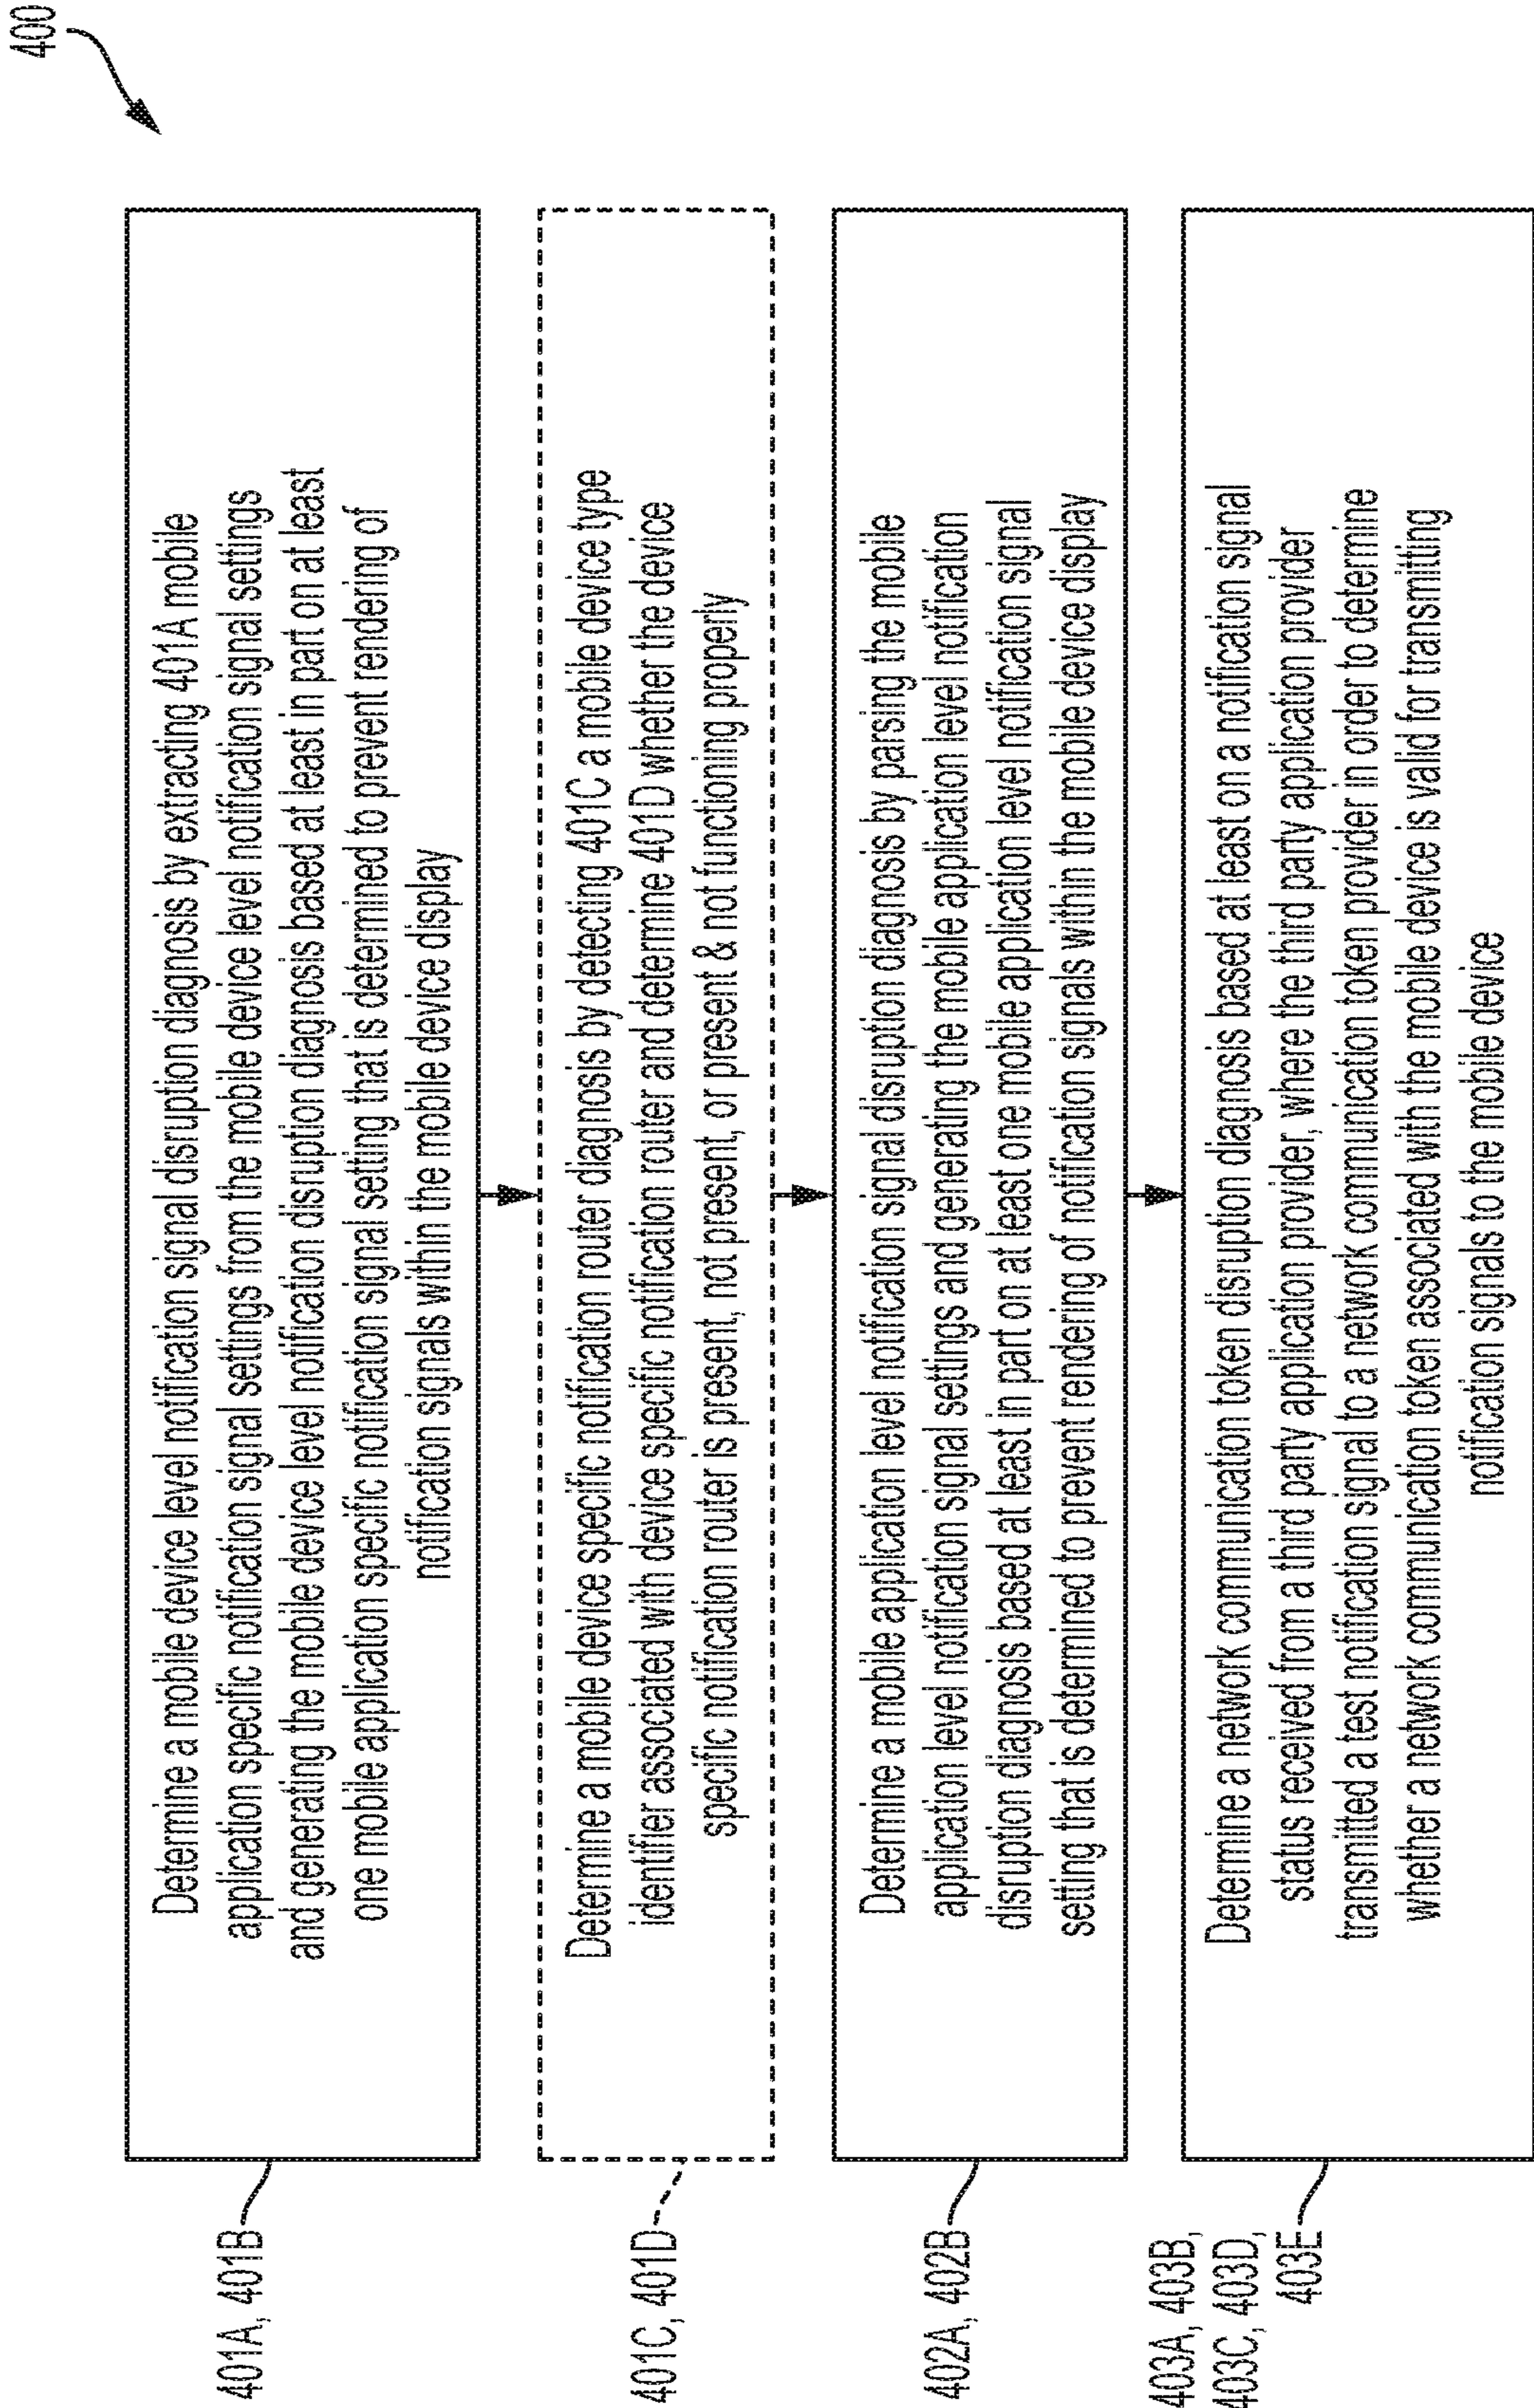 400
401A, 401B
Determine a mobile device level notification signal disruption diagnosis by extracting 401A mobile
application specific notification signal settings from the mobile device level notification signal settings
and generating the mobile device level notification disruption diagnosis based at least in part on at least
one mobile application specific notification signal setting that is determined to prevent rendering of
notification signals within the mobile device display
401C, 401D
Determine a mobile device specific notification router diagnosis by detecting 401C a mobile device type
identifier associated with device specific notification router and determine 401D whether the device
specific notification router is present, not present, or present & not functioning properly
402A, 402B
Determine a mobile application level notification signal disruption diagnosis by parsing the mobile
application level notification signal settings and generating the mobile application level notification
disruption diagnosis based at least in part on at least one mobile application level notification signal
setting that is determined to prevent rendering of notification signals within the mobile device display
403A, 403B,
403C, 403D,
403E
Determine a network communication token disruption diagnosis based at least on a notification signal
status received from a third party application provider, where the third party application provider
transmitted a test notification signal to a network communication token provider in order to determine
whether a network communication token associated with the mobile device is valid for transmitting
notification signals to the mobile device